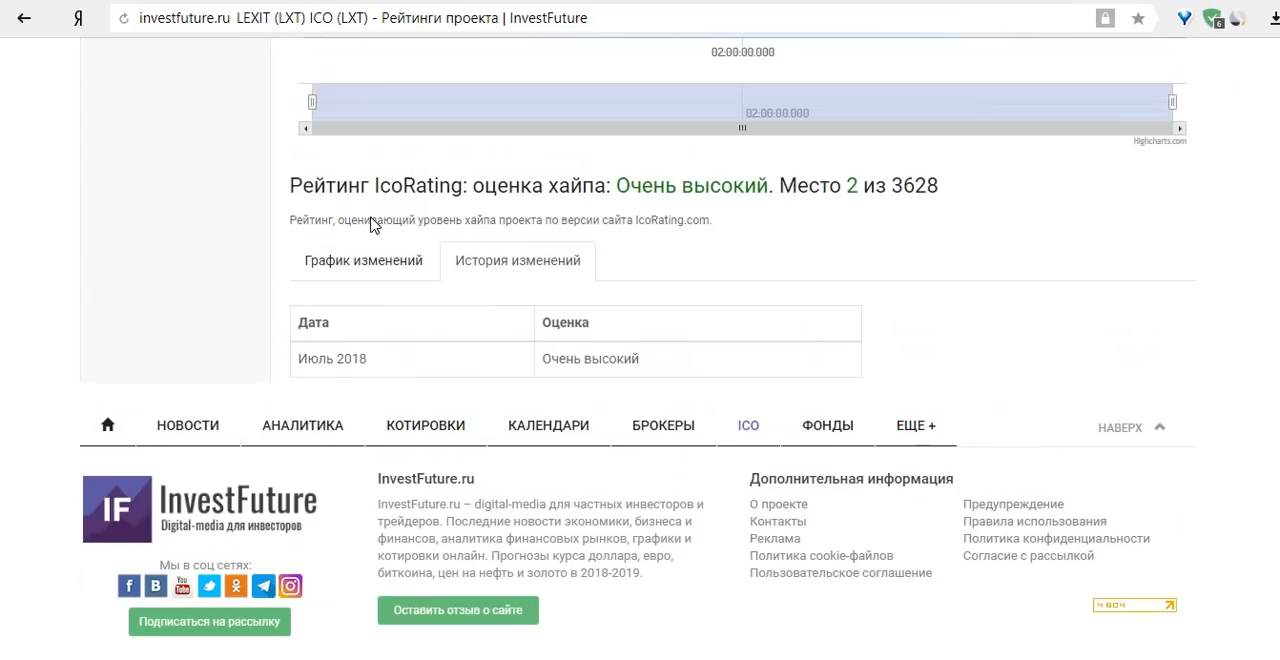 investfuture.ru LEXIT (LXT) ICO (LXT) - Рейтинги проекта | InvestFuture
6
02:00:00.000
02:00:00.000
Highcharts.com
Рейтинг IcoRating: оценка хайпа: Очень высокий. Место 2 из 3628
Рейтинг, оценивающий уровень хайпа проекта по версии сайта IcoRating.com.
График изменений
История изменений
Дата Оценка
Июль 2018 Очень высокий
НОВОСТИ АНАЛИТИКА КОТИРОВКИ КАЛЕНДАРИ БРОКЕРЫ ICO ФОНДЫ ЕЩЕ +
НАВЕРХ
IF InvestFuture
Digital-media для инвесторов
Мы в соц сетях:
You Tube
Подписаться на рассылку
InvestFuture.ru
InvestFuture.ru – digital-media для частных инвесторов и
трейдеров. Последние новости экономики, бизнеса и
финансов, аналитика финансовых рынков, графики и
котировки онлайн. Прогнозы курса доллара, евро,
биткоина, цен на нефть и золото в 2018-2019.
Оставить отзыв о сайте
Дополнительная информация
О проекте
Контакты
Реклама
Политика cookie-файлов
Пользовательское соглашение
Предупреждение
Правила использования
Политика конфиденциальности
Согласие с рассылкой